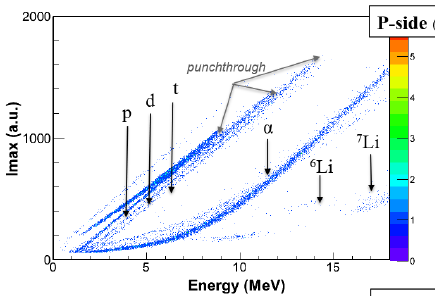 P-side
2000
1000
0
Imax (a.u.)
punchthrough
p
d
t
α
⁶Li
⁷Li
0
5
10
15
Energy (MeV)
5
4
3
2
1
0